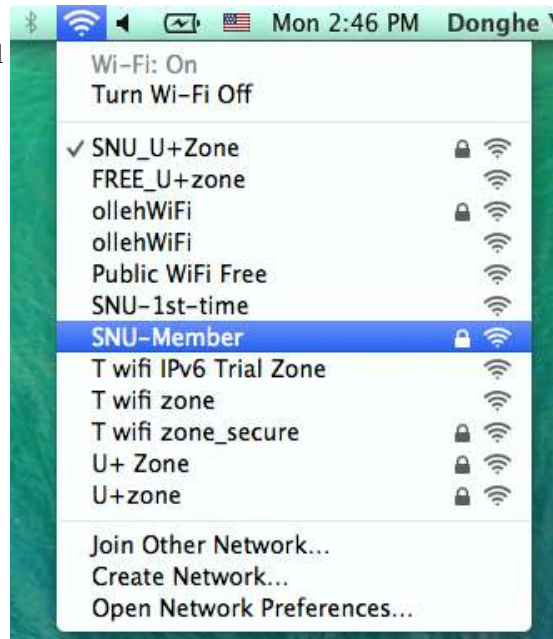 Mon 2:46 PM Donghe
Wi-Fi: On
Turn Wi-Fi Off
SNU_U+Zone
FREE_U+zone
ollehWiFi
ollehWiFi
Public WiFi Free
SNU-1st-time
SNU-Member
T wifi IPv6 Trial Zone
T wifi zone
T wifi zone_secure
U+ Zone
U+zone
Join Other Network...
Create Network...
Open Network Preferences...